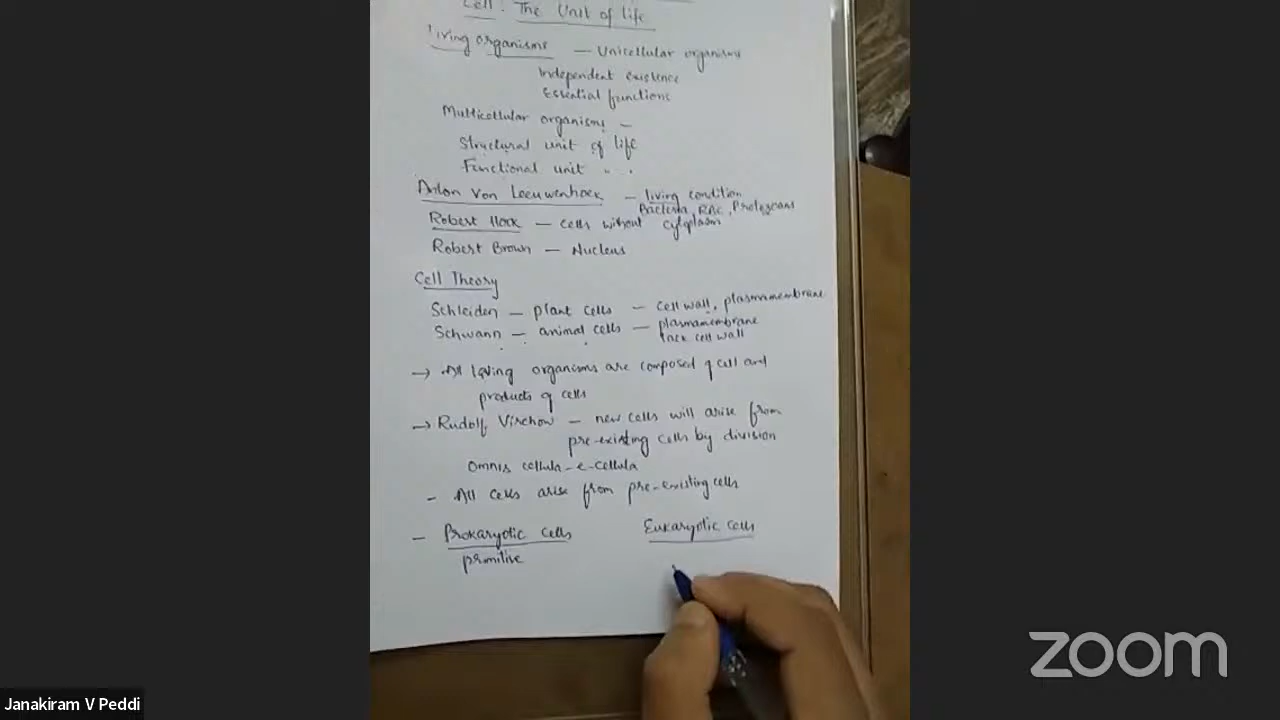 Cell: The Unit of life
Living organisms — Unicellular organisms
Independent existence
Essential functions
Multicellular organisms —
Structural unit of life
Functional unit " "
Anton Von Leeuwenhoek — living condition
Bacteria, RBC, Protozoans
Robert Hook — cells without cytoplasm
Robert Brown — Nucleus
Cell Theory
Schleiden — plant cells — cell wall, plasmamembrane
Schwann — animal cells — plasmamembrane
lack cell wall
→ All living organisms are composed of cell and
products of cells
→ Rudolf Virchow — new cells will arise from
pre-existing cells by division
Omnis cellula-e-cellula
- All cells arise from pre-existing cells
- Prokaryotic cells Eukaryotic cells
primitive
zoom
Janakiram V Peddi